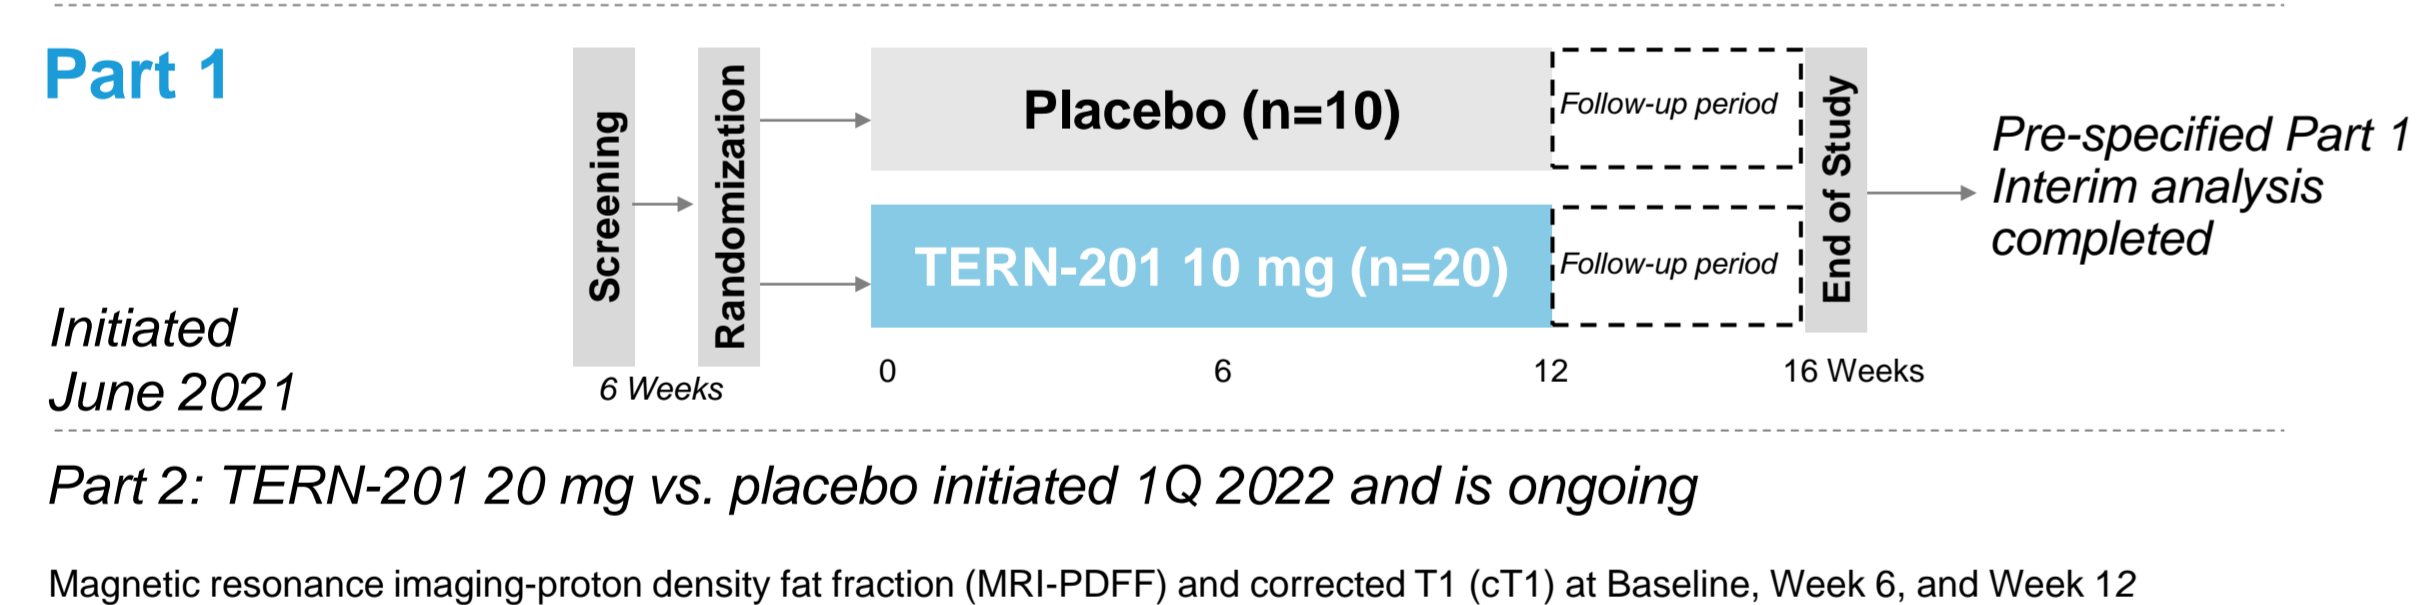 Part 1
Initiated
June 2021
Screening
6 Weeks
Randomization
Placebo (n=10)
Follow-up period
TERN-201 10 mg (n=20)
Follow-up period
0
6
12
16 Weeks
End of Study
Pre-specified Part 1
Interim analysis
completed
Part 2: TERN-201 20 mg vs. placebo initiated 1Q 2022 and is ongoing
Magnetic resonance imaging-proton density fat fraction (MRI-PDFF) and corrected T1 (cT1) at Baseline, Week 6, and Week 12